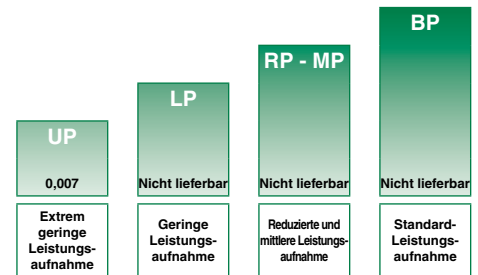 BP
RP - MP
LP
UP
0,007
Nicht lieferbar
Nicht lieferbar
Nicht lieferbar
Extrem
geringe
Leistungs-
aufnahme
Geringe
Leistungs-
aufnahme
Reduzierte und
mittlere Leistungs-
aufnahme
Standard-
Leistungs-
aufnahme